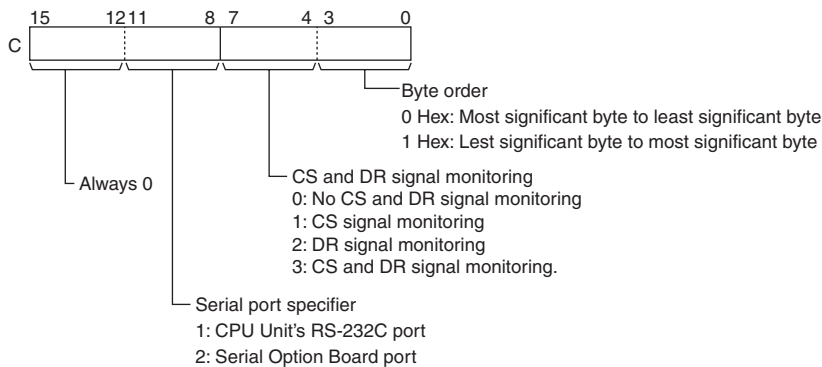 15 12 11 8 7 4 3 0
C
Byte order
0 Hex: Most significant byte to least significant byte
1 Hex: Lest significant byte to most significant byte
Always 0
CS and DR signal monitoring
0: No CS and DR signal monitoring
1: CS signal monitoring
2: DR signal monitoring
3: CS and DR signal monitoring.
Serial port specifier
1: CPU Unit's RS-232C port
2: Serial Option Board port